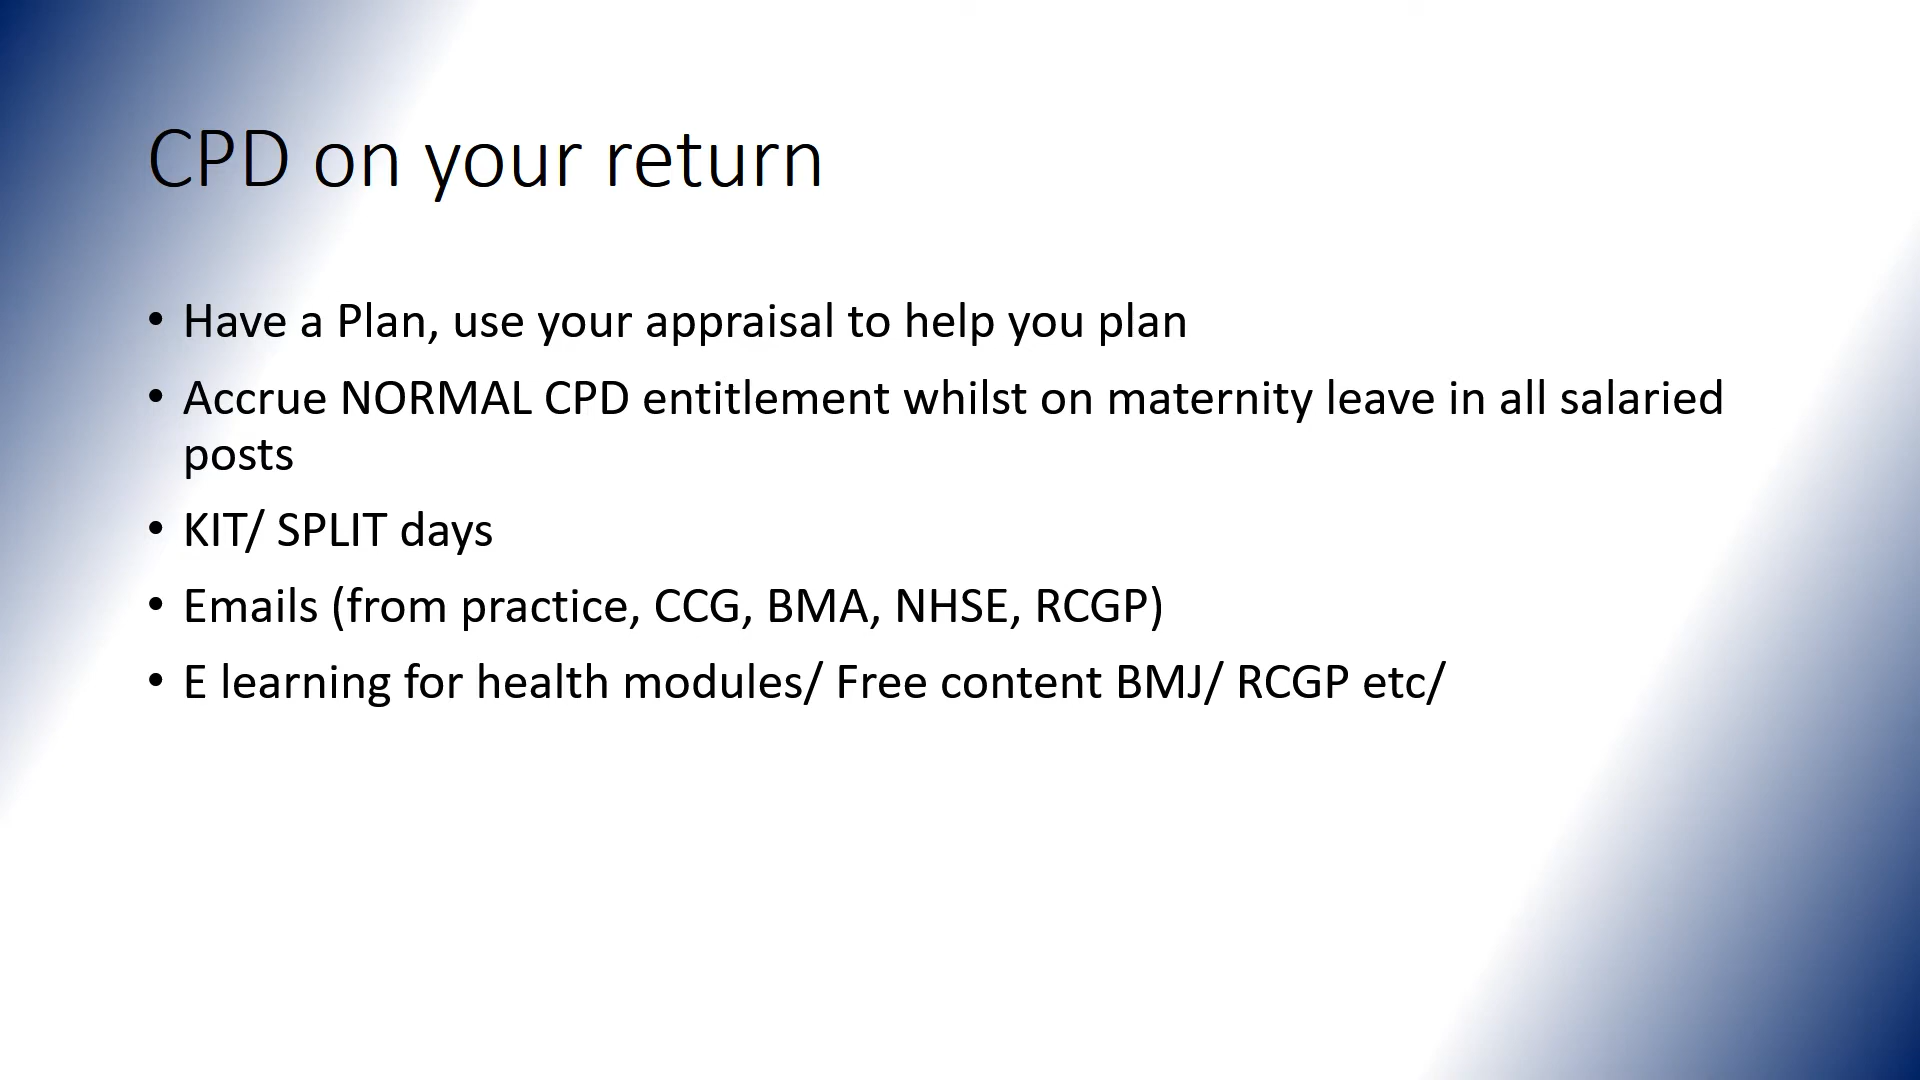 CPD on your return
• Have a Plan, use your appraisal to help you plan
• Accrue NORMAL CPD entitlement whilst on maternity leave in all salaried
posts
• KIT/ SPLIT days
• Emails (from practice, CCG, BMA, NHSE, RCGP)
• E learning for health modules/ Free content BMJ/ RCGP etc/